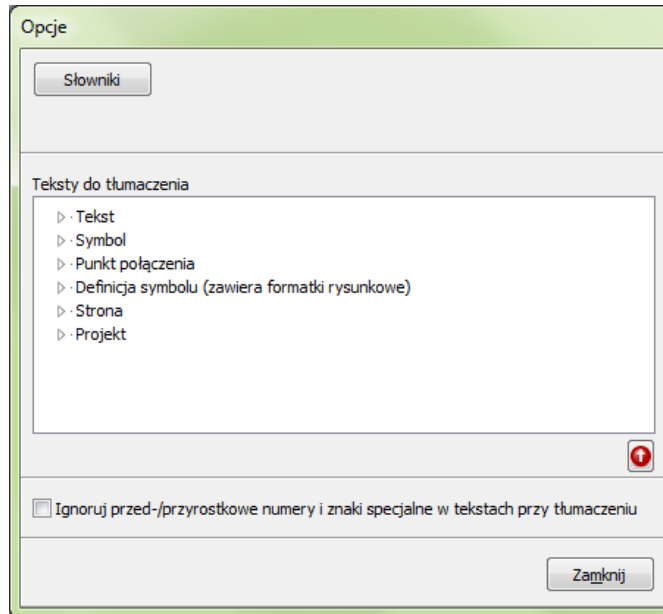 Opcje
Słowniki
Teksty do tłumaczenia
Tekst
Symbol
Punkt połączenia
Definicja symbolu (zawiera formatki rysunkowe)
Strona
Projekt
Ignoruj przed-/przyrostkowe numery i znaki specjalne w tekstach przy tłumaczeniu
Zamknij